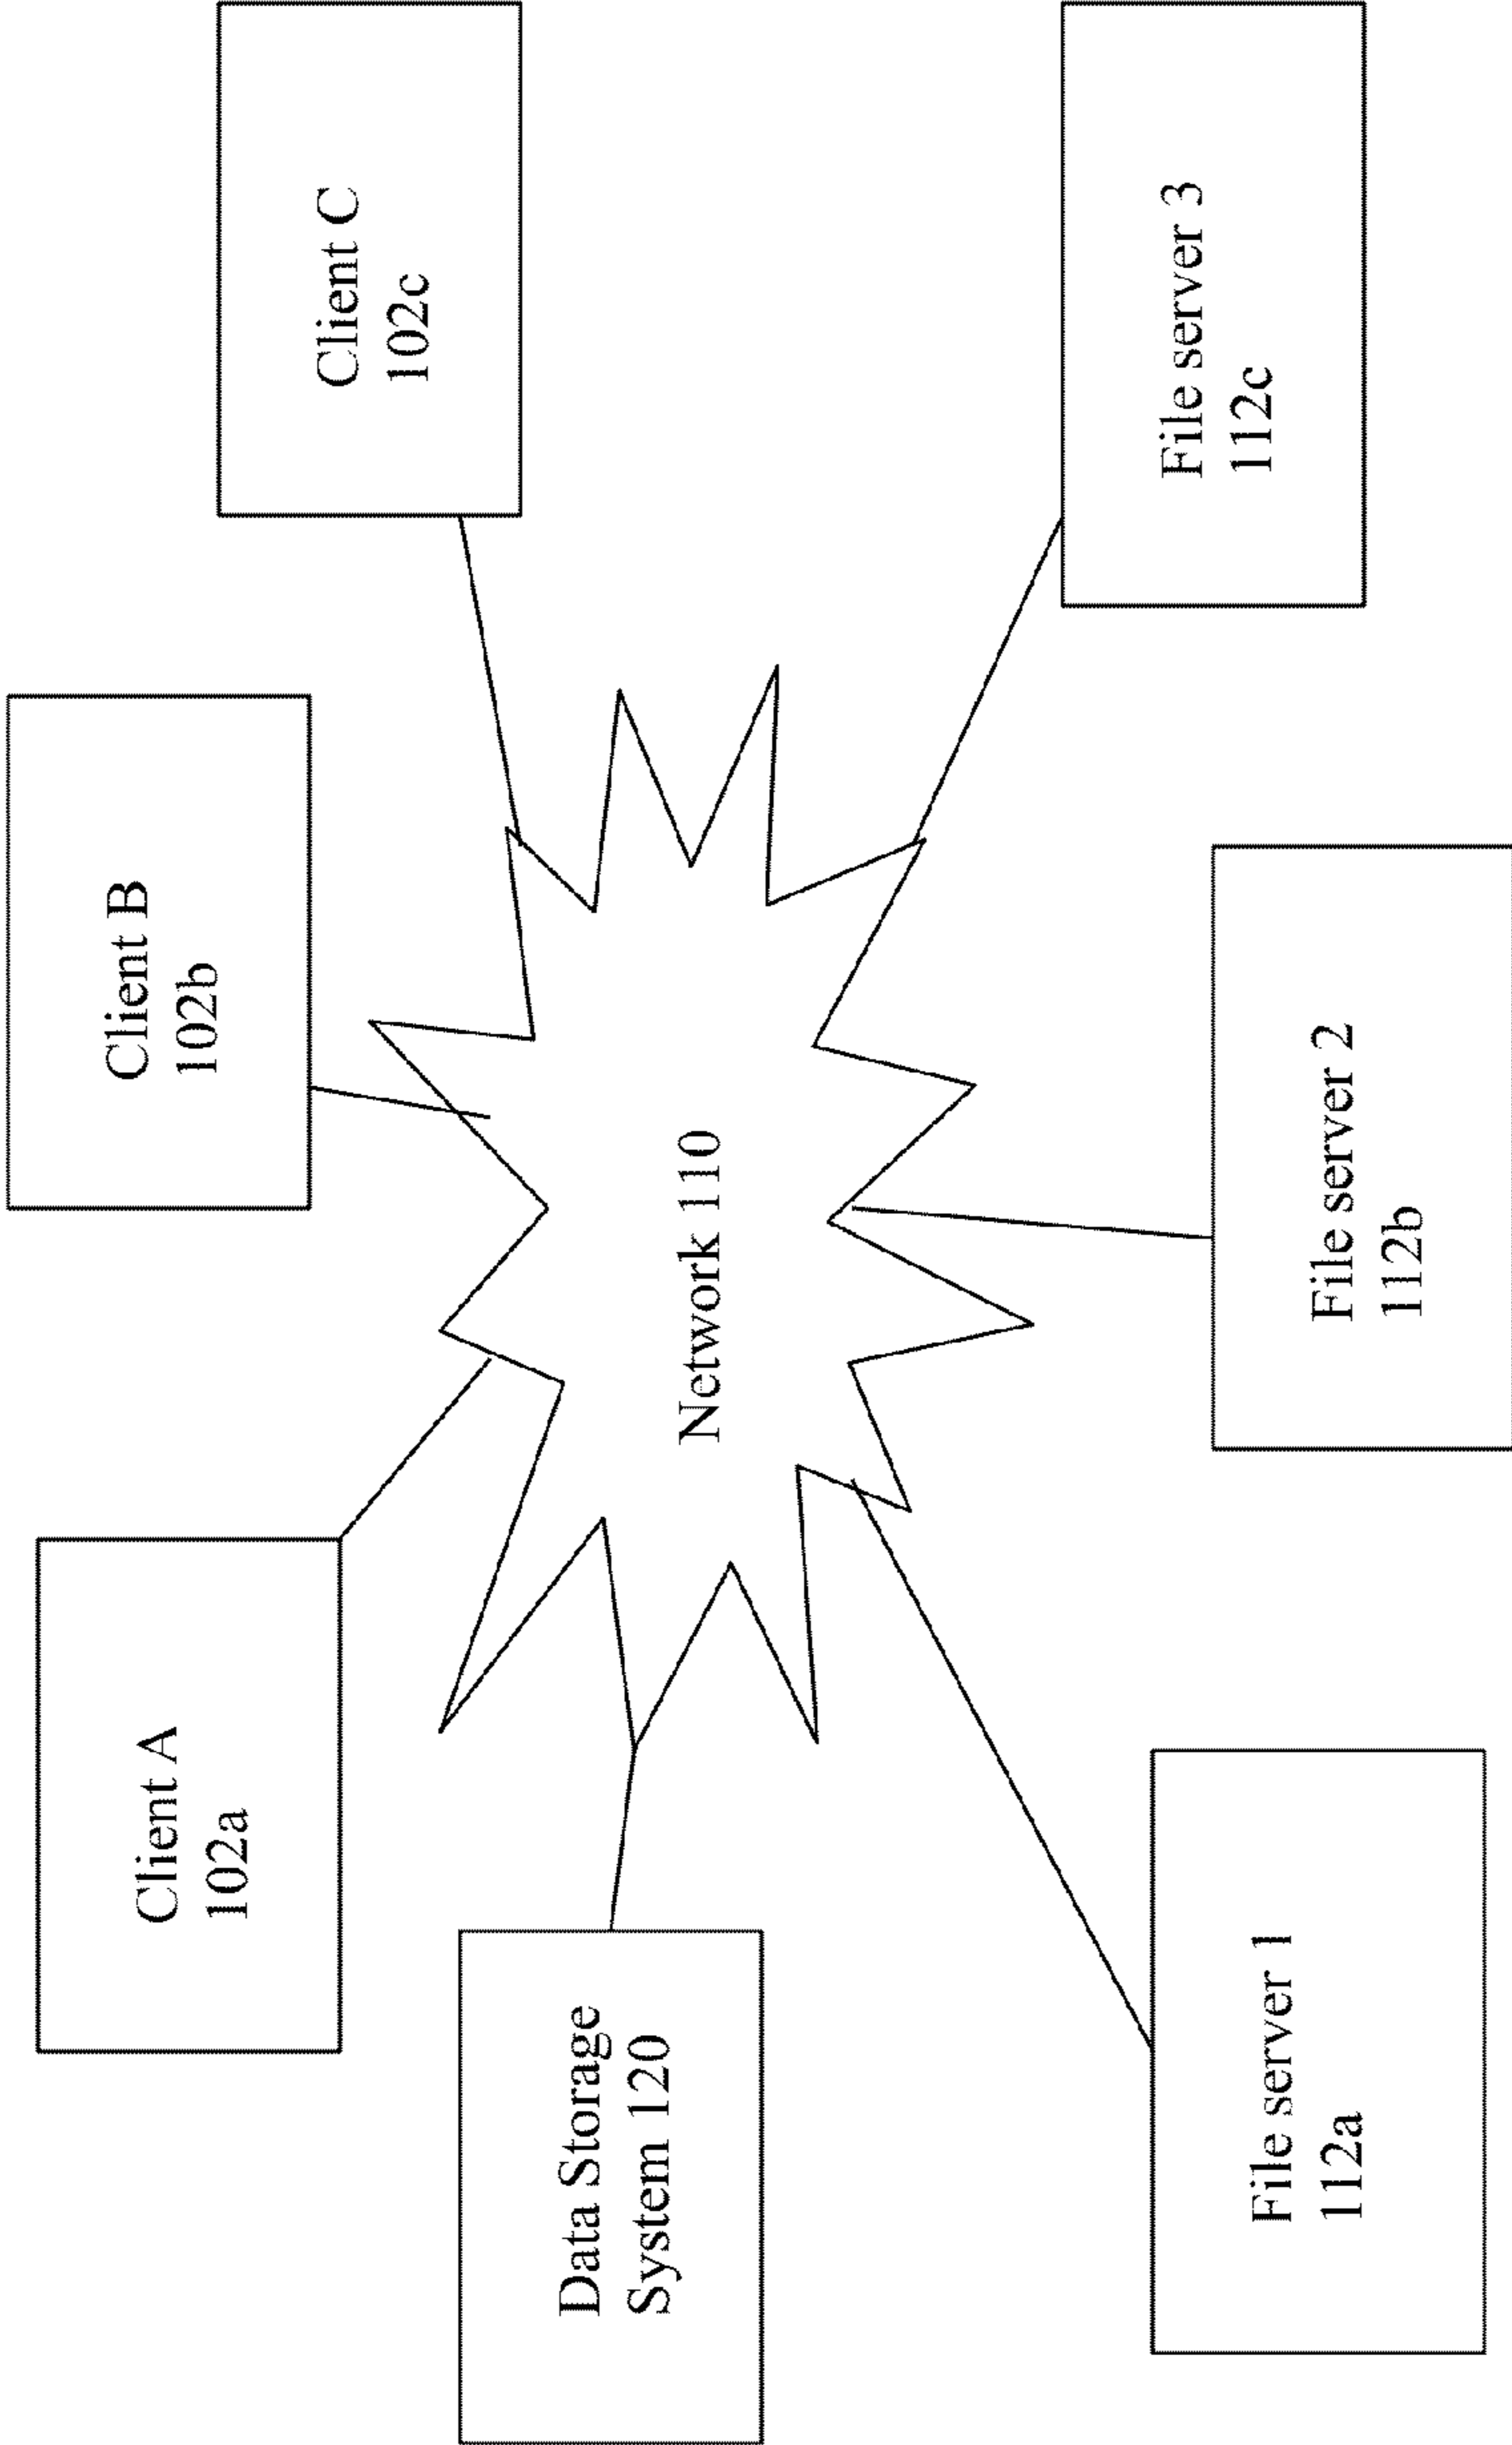 Client A
102a
Client B
102b
Client C
102c
Data Storage
System 120
Network 110
File server 1
112a
File server 2
112b
File server 3
112c